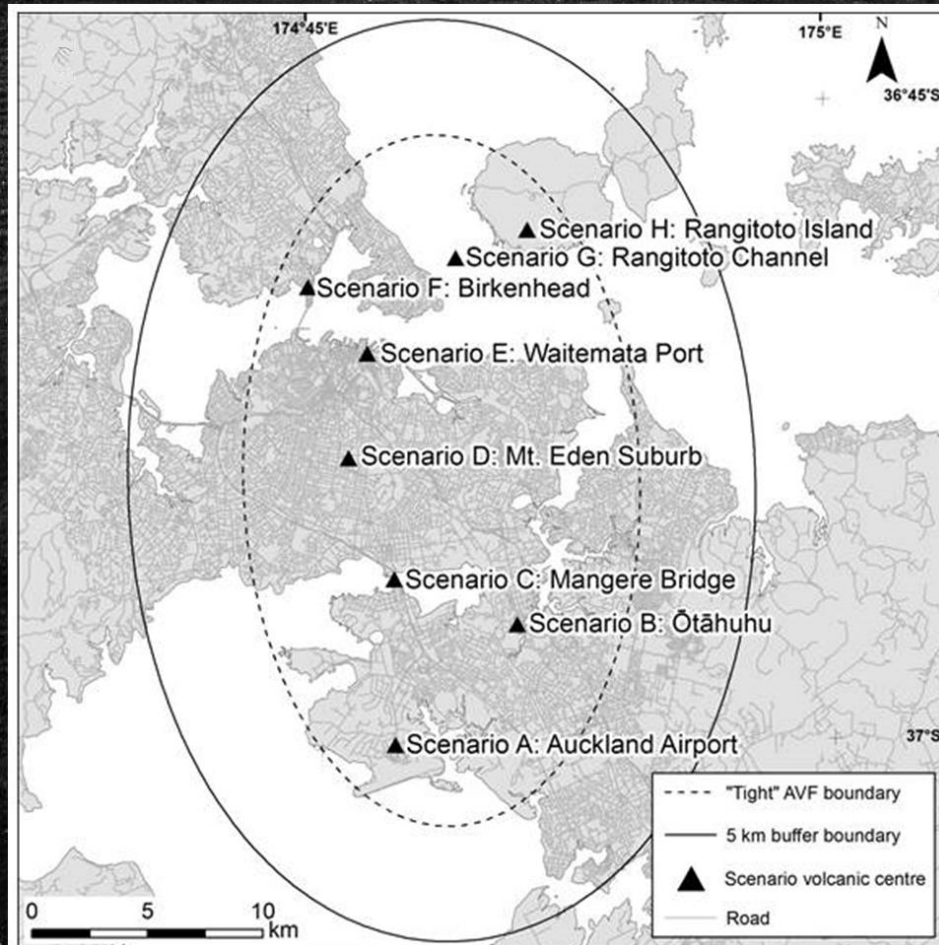 174°45'E
175°E
N
36°45'S
Scenario H: Rangitoto Island
Scenario G: Rangitoto Channel
Scenario F: Birkenhead
Scenario E: Waitemata Port
Scenario D: Mt. Eden Suburb
Scenario C: Mangere Bridge
Scenario B: Ōtāhuhu
37°S
Scenario A: Auckland Airport
"Tight" AVF boundary
5 km buffer boundary
Scenario volcanic centre
Road
0 5 10
km